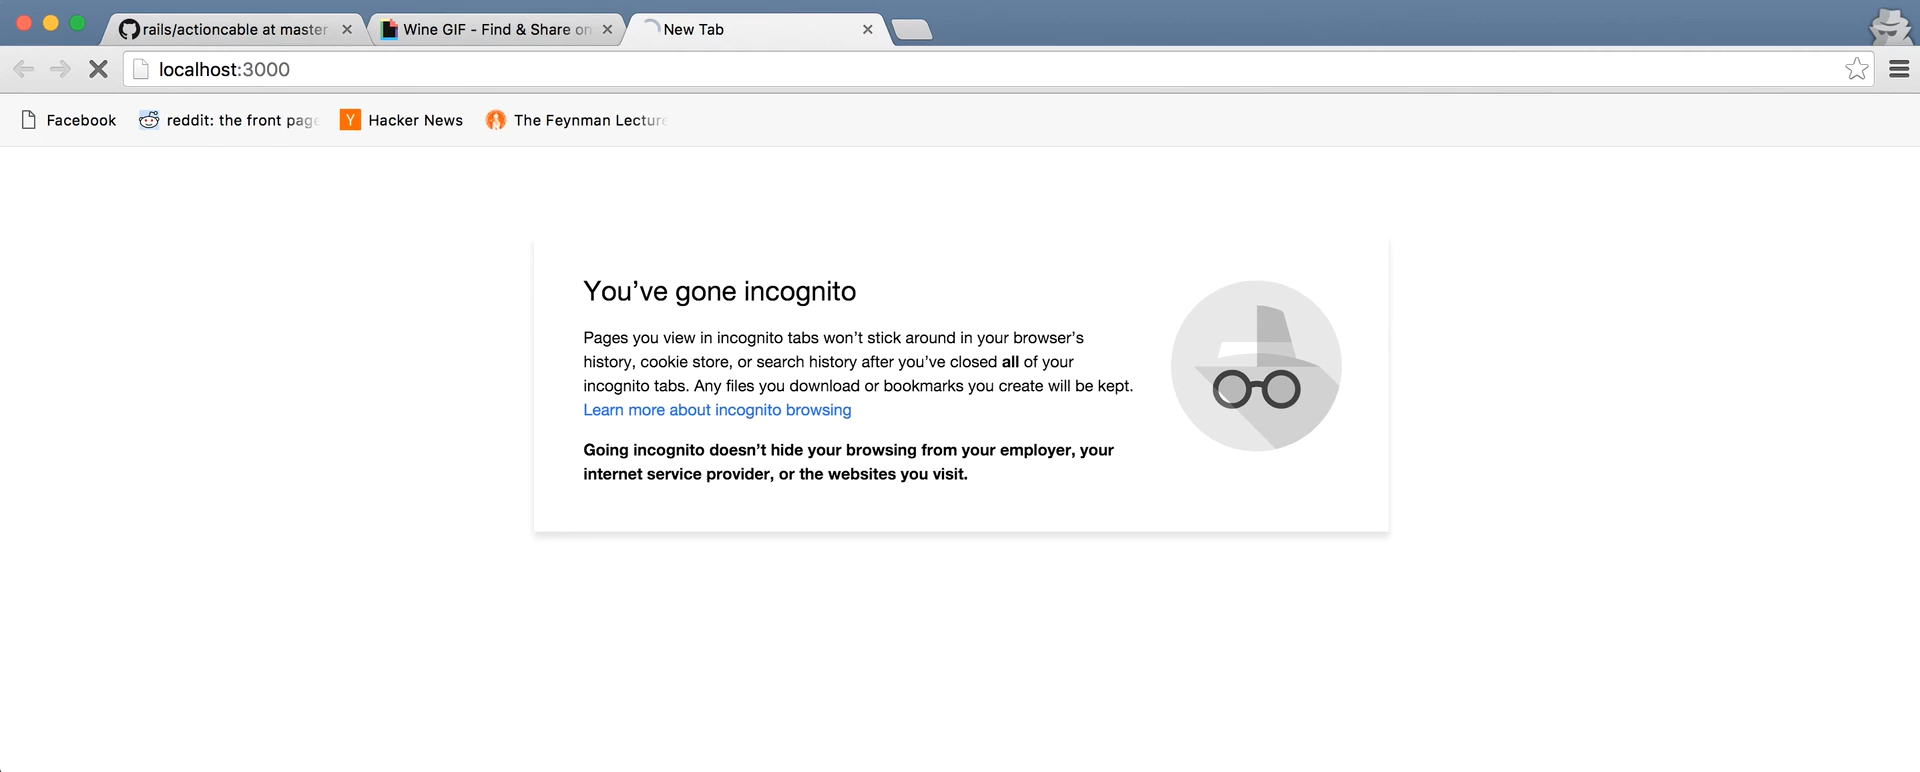 rails/actioncable at master
Wine GIF - Find & Share on
New Tab
localhost:3000
Facebook
reddit: the front page
Y Hacker News
The Feynman Lecture
You’ve gone incognito
Pages you view in incognito tabs won’t stick around in your browser’s
history, cookie store, or search history after you’ve closed all of your
incognito tabs. Any files you download or bookmarks you create will be kept.
Learn more about incognito browsing
Going incognito doesn’t hide your browsing from your employer, your
internet service provider, or the websites you visit.